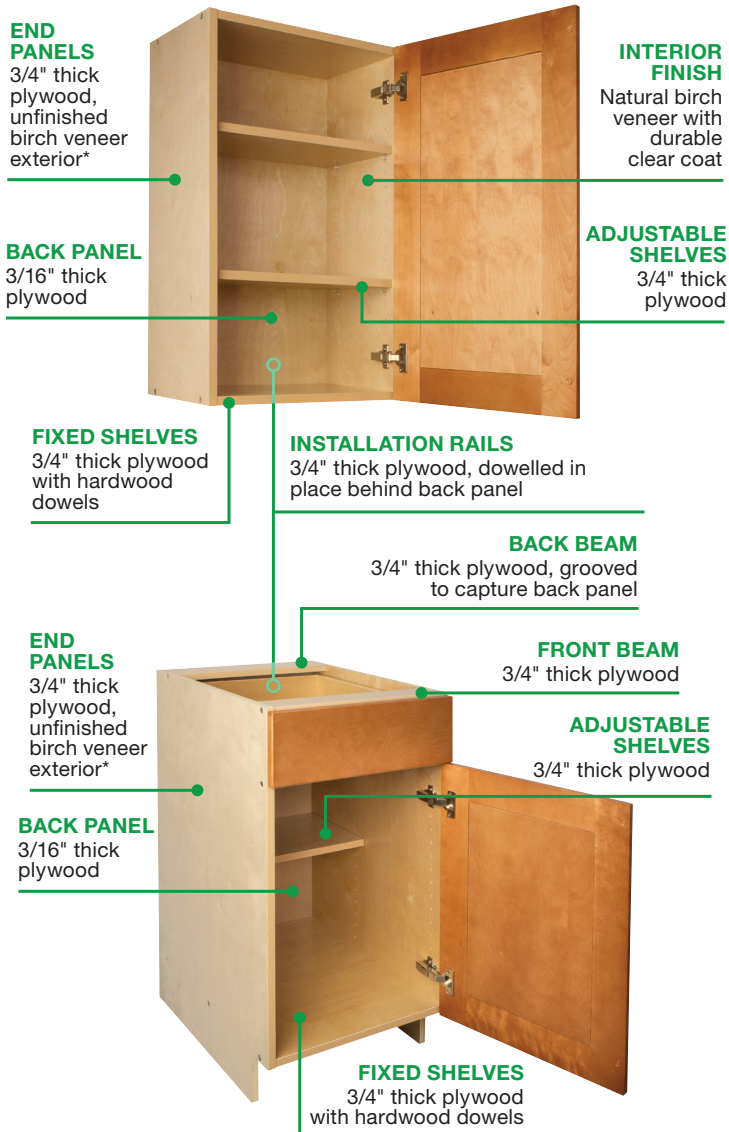 END
PANELS
3/4" thick
plywood,
unfinished
birch veneer
exterior*
INTERIOR
FINISH
Natural birch
veneer with
durable
clear coat
BACK PANEL
3/16" thick
plywood
ADJUSTABLE
SHELVES
3/4" thick
plywood
FIXED SHELVES
3/4" thick plywood
with hardwood
dowels
INSTALLATION RAILS
3/4" thick plywood, dowelled in
place behind back panel
BACK BEAM
3/4" thick plywood, grooved
to capture back panel
END
PANELS
3/4" thick
plywood,
unfinished
birch veneer
exterior*
FRONT BEAM
3/4" thick plywood
ADJUSTABLE
SHELVES
3/4" thick plywood
BACK PANEL
3/16" thick
plywood
FIXED SHELVES
3/4" thick plywood
with hardwood dowels